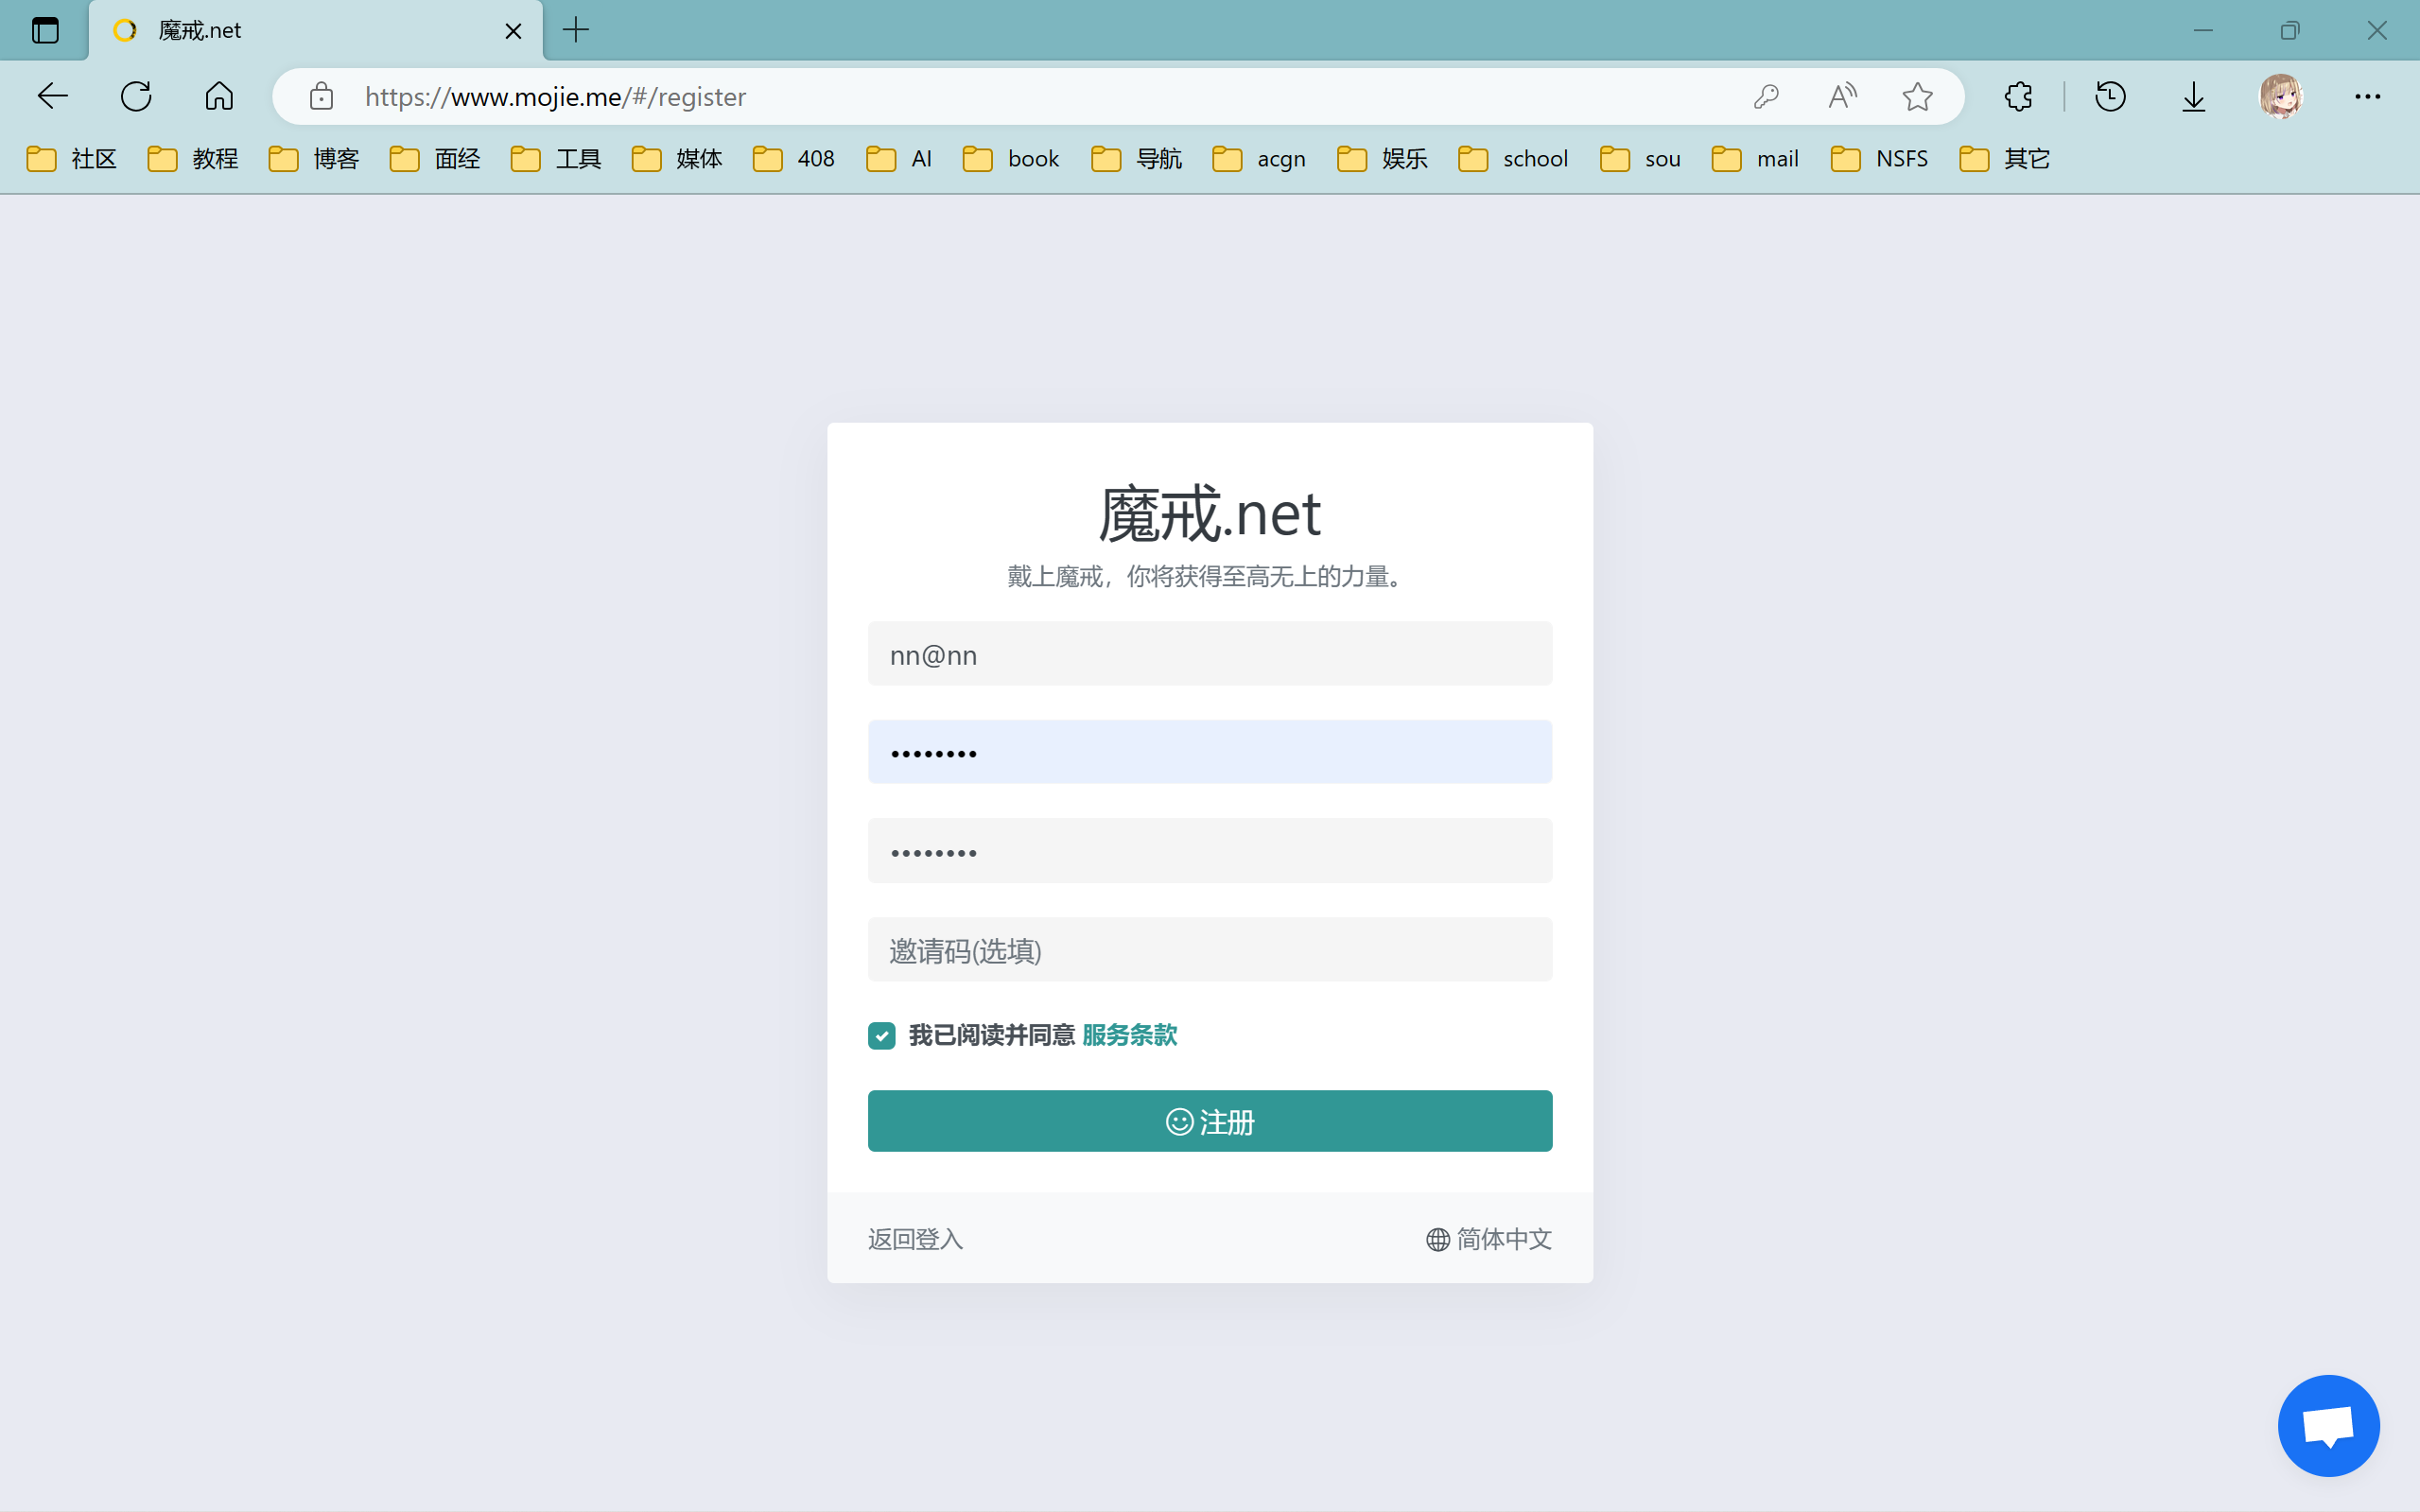 魔戒.net
https://www.mojie.me/#/register
社区 教程 博客 面经 工具 媒体 408 AI book 导航 acgn 娱乐 school sou mail NSFS 其它
魔戒.net
戴上魔戒，你将获得至高无上的力量。
nn@nn
••••••••
••••••••
邀请码(选填)
我已阅读并同意 服务条款
注册
返回登入 简体中文